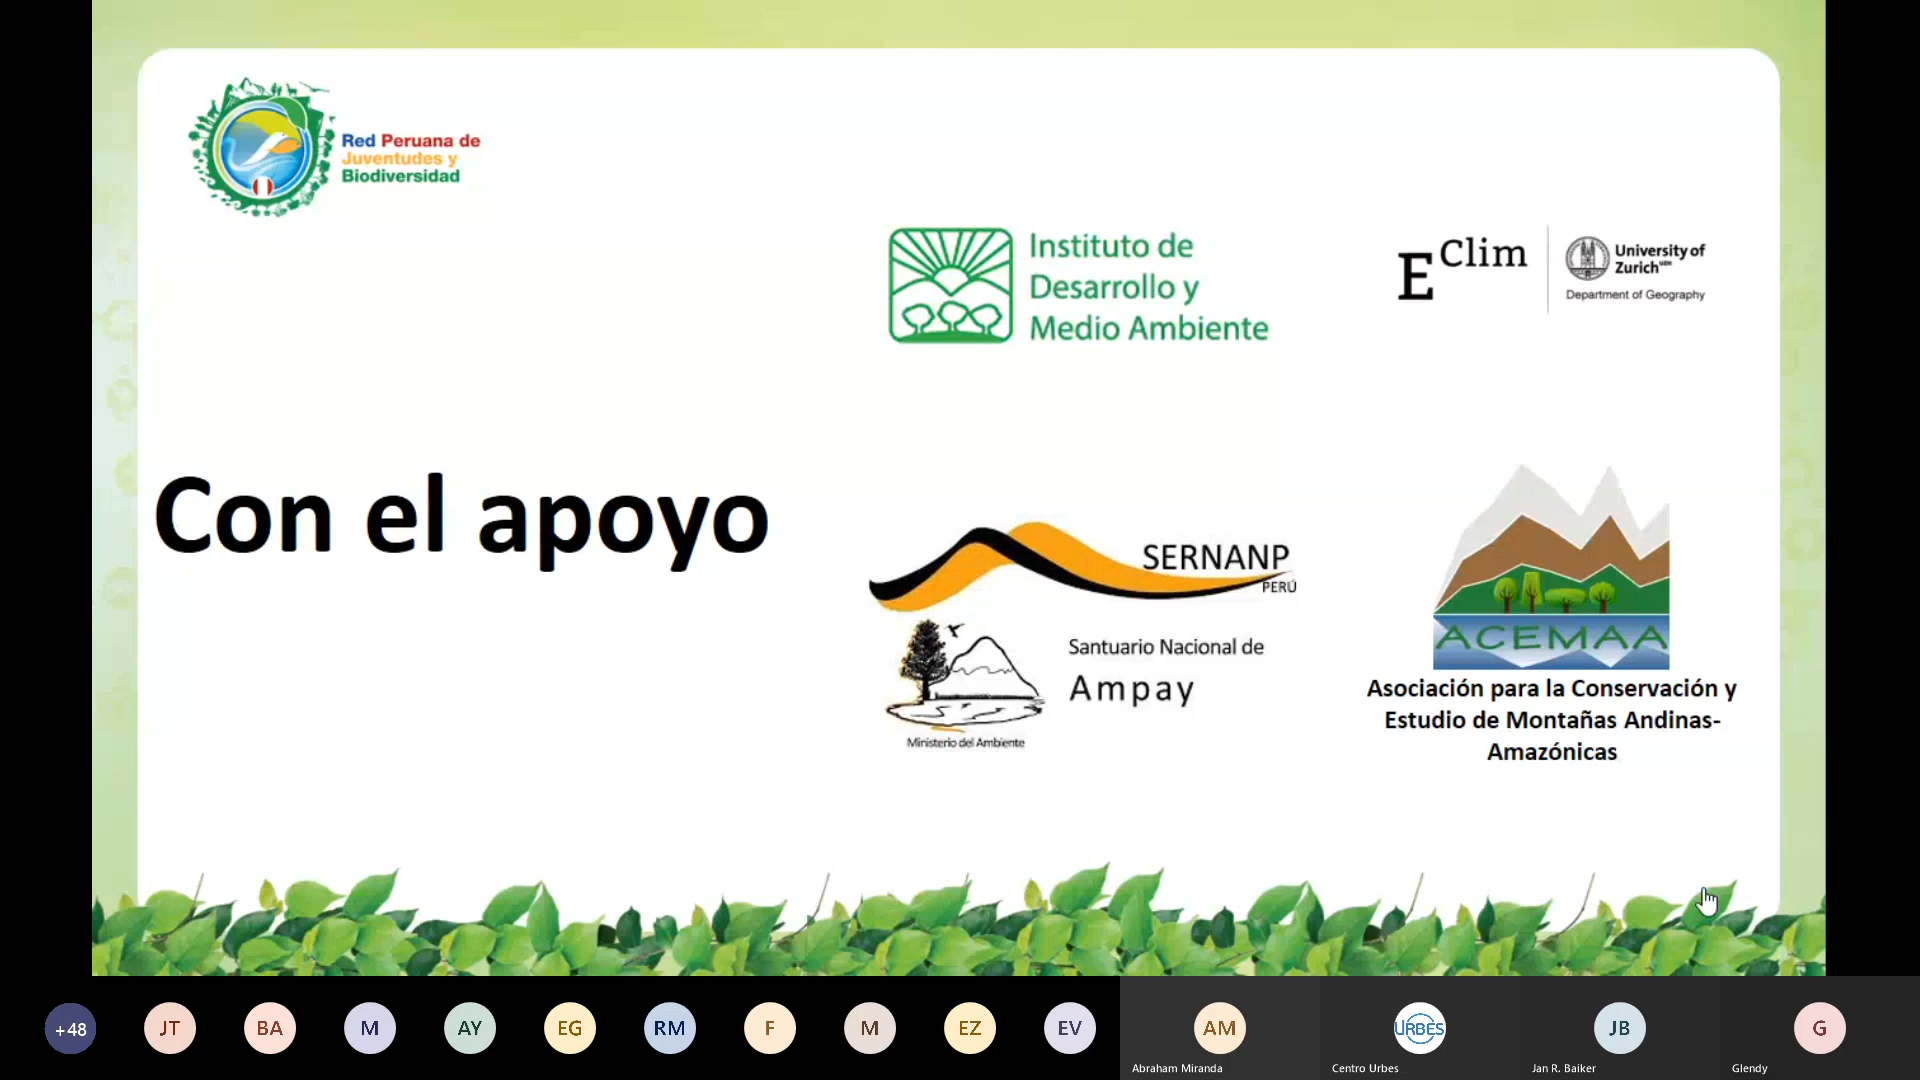 Red Peruana de
Juventudes y
Biodiversidad
Instituto de
Desarrollo y
Medio Ambiente
EClim
University of
Zurich UZH
Department of Geography
Con el apoyo
SERNANP
PERÚ
Santuario Nacional de
Ampay
Ministerio del Ambiente
ACEMAA
Asociación para la Conservación y
Estudio de Montañas Andinas-
Amazónicas
+48
JT
BA
M
AY
EG
RM
F
M
EZ
EV
AM
URBES
JB
G
Abraham Miranda
Centro Urbes
Jan R. Baiker
Glendy